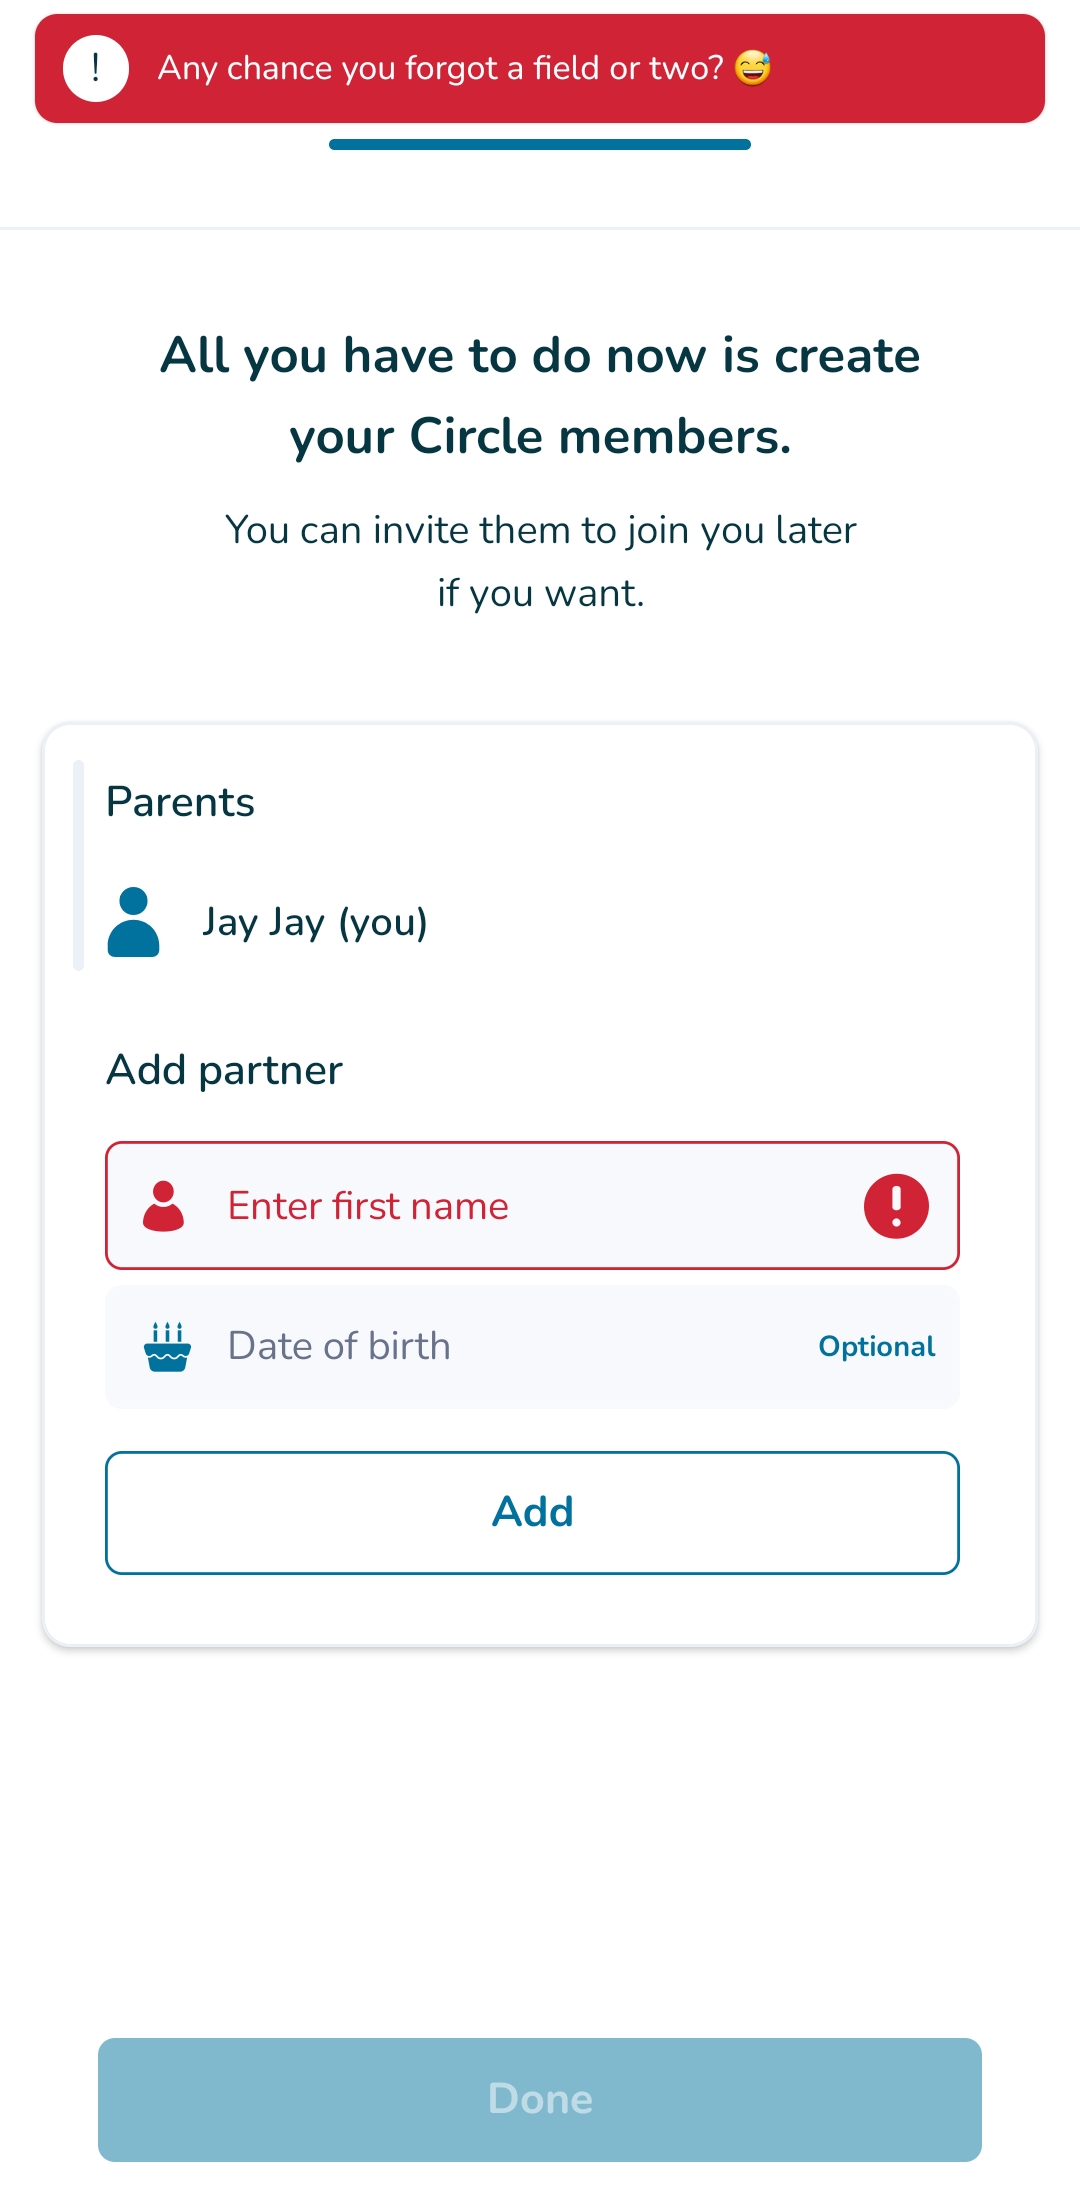 ! Any chance you forgot a field or two? 😅
All you have to do now is create
your Circle members.
You can invite them to join you later
if you want.
Parents
Jay Jay (you)
Add partner
Enter first name
Date of birth Optional
Add
Done